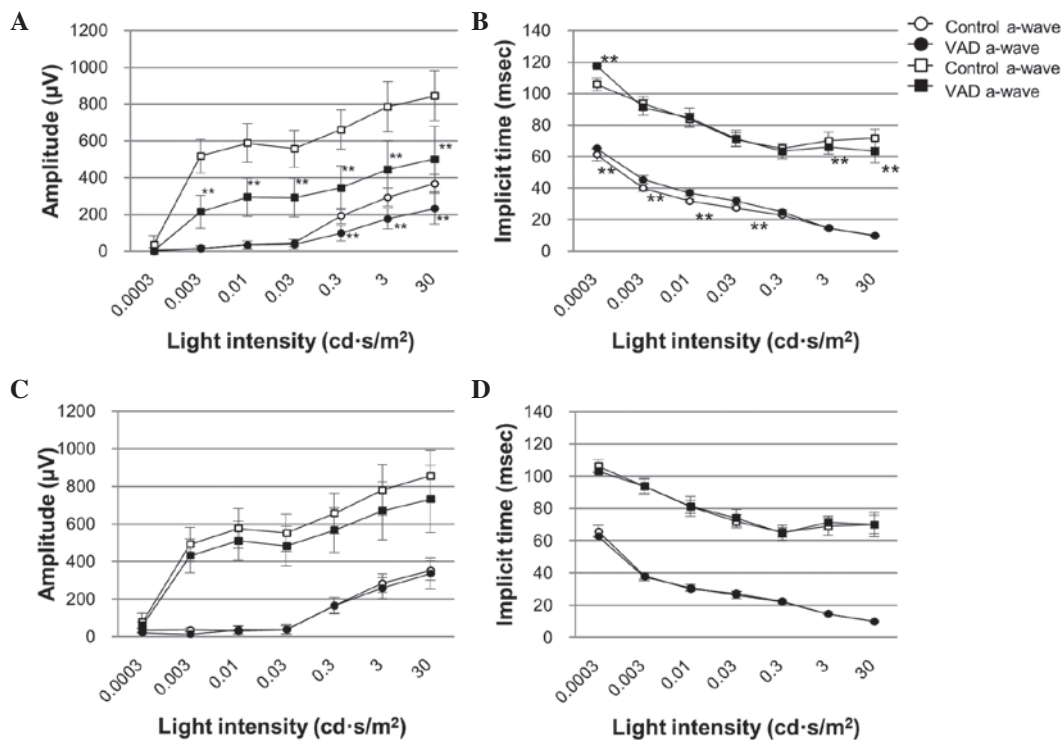 A
1200
1000
800
600
400
200
0
Amplitude (µV)
** ** ** ** ** **
** ** **
0.0003 0.003 0.01 0.03 0.3 3 30
Light intensity (cd·s/m²)
B
140
120
100
80
60
40
20
0
Implicit time (msec)
**
** **
** ** ** **
0.0003 0.003 0.01 0.03 0.3 3 30
Light intensity (cd·s/m²)
Control a-wave
VAD a-wave
Control a-wave
VAD a-wave
C
1200
1000
800
600
400
200
0
Amplitude (µV)
0.0003 0.003 0.01 0.03 0.3 3 30
Light intensity (cd·s/m²)
D
140
120
100
80
60
40
20
0
Implicit time (msec)
0.0003 0.003 0.01 0.03 0.3 3 30
Light intensity (cd·s/m²)